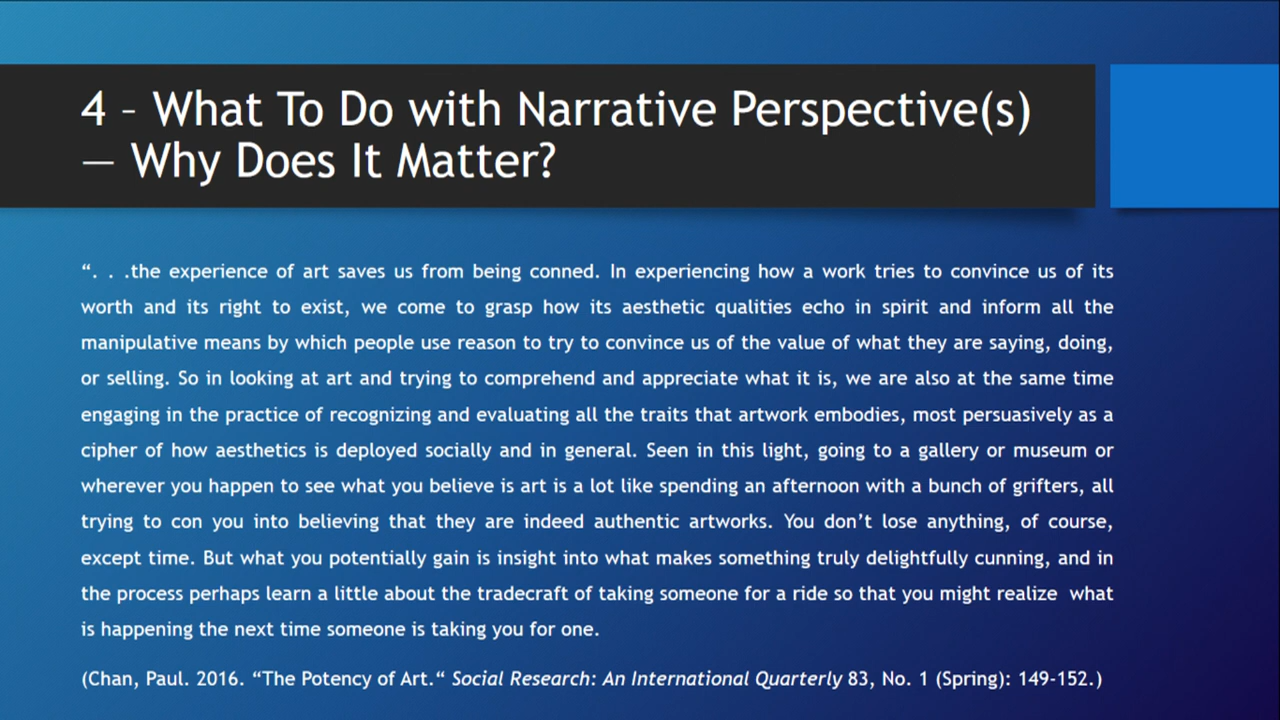 4 – What To Do with Narrative Perspective(s)
— Why Does It Matter?
“. . .the experience of art saves us from being conned. In experiencing how a work tries to convince us of its
worth and its right to exist, we come to grasp how its aesthetic qualities echo in spirit and inform all the
manipulative means by which people use reason to try to convince us of the value of what they are saying, doing,
or selling. So in looking at art and trying to comprehend and appreciate what it is, we are also at the same time
engaging in the practice of recognizing and evaluating all the traits that artwork embodies, most persuasively as a
cipher of how aesthetics is deployed socially and in general. Seen in this light, going to a gallery or museum or
wherever you happen to see what you believe is art is a lot like spending an afternoon with a bunch of grifters, all
trying to con you into believing that they are indeed authentic artworks. You don’t lose anything, of course,
except time. But what you potentially gain is insight into what makes something truly delightfully cunning, and in
the process perhaps learn a little about the tradecraft of taking someone for a ride so that you might realize  what
is happening the next time someone is taking you for one.
(Chan, Paul. 2016. “The Potency of Art.“ Social Research: An International Quarterly 83, No. 1 (Spring): 149-152.)